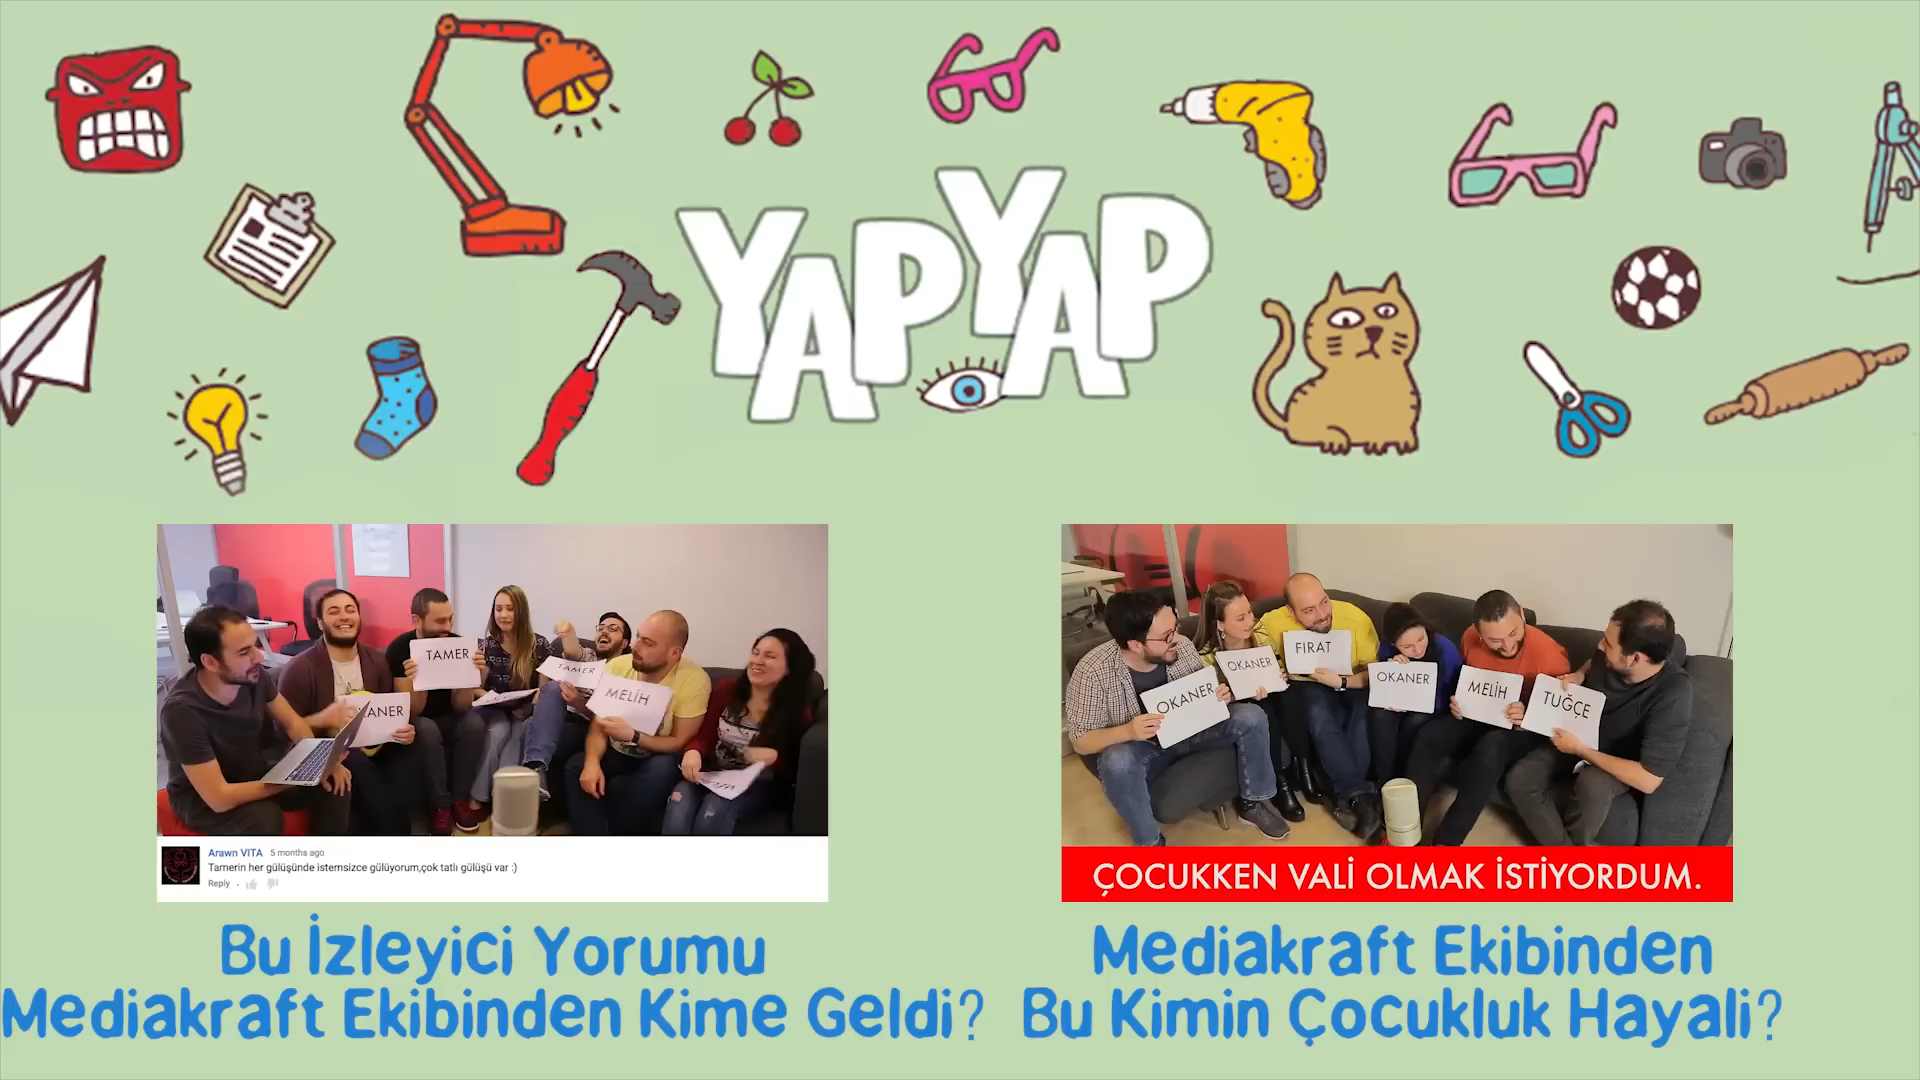 YAPYAP
TAMER
TAMER
MELİH
ANER
OKANER
OKANER
FIRAT
OKANER
MELİH
TUĞÇE
Arawn VITA 5 months ago
Tamerin her gülüşünde istemsizce gülüyorum,çok tatlı gülüşü var :)
Reply
ÇOCUKKEN VALİ OLMAK İSTİYORDUM.
Bu İzleyici Yorumu
Mediakraft Ekibinden Kime Geldi?
Mediakraft Ekibinden
Bu Kimin Çocukluk Hayali?